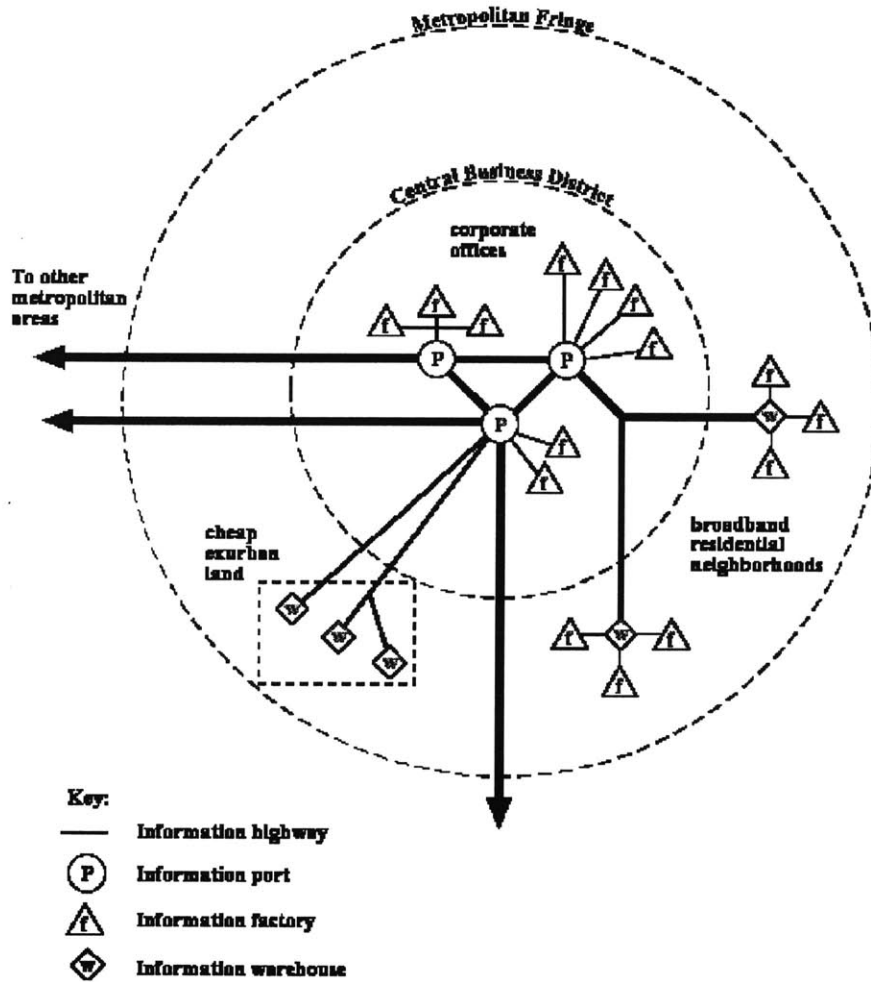 Metropolitan Fringe
Central Business District
corporate
offices
f
f
f
f
f
f
f
To other
metropolitan
areas
P
P
f
P
w
f
f
f
f
cheap
exurban
land
broadband
residential
neighborhoods
w
w
w
f
w
f
f
Key:
Information highway
P
Information port
f
Information factory
w
Information warehouse